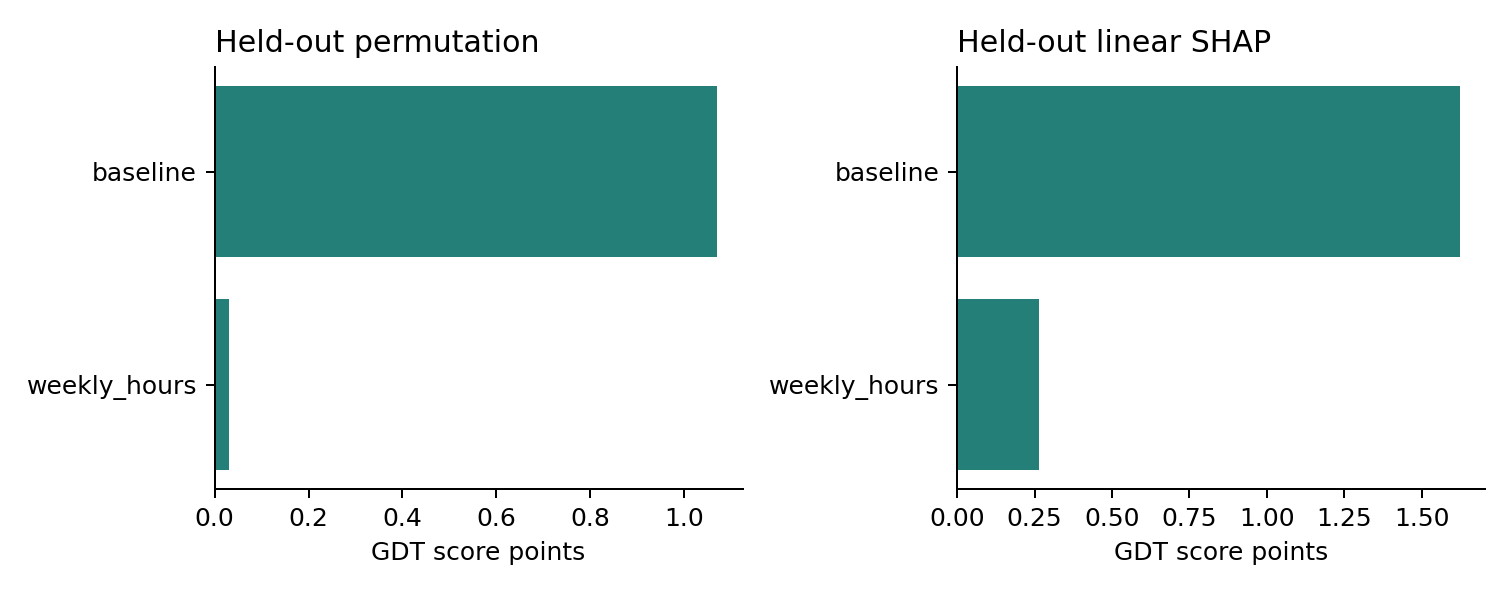 Held-out permutation
baseline
weekly_hours
0.0 0.2 0.4 0.6 0.8 1.0
GDT score points
Held-out linear SHAP
baseline
weekly_hours
0.00 0.25 0.50 0.75 1.00 1.25 1.50
GDT score points